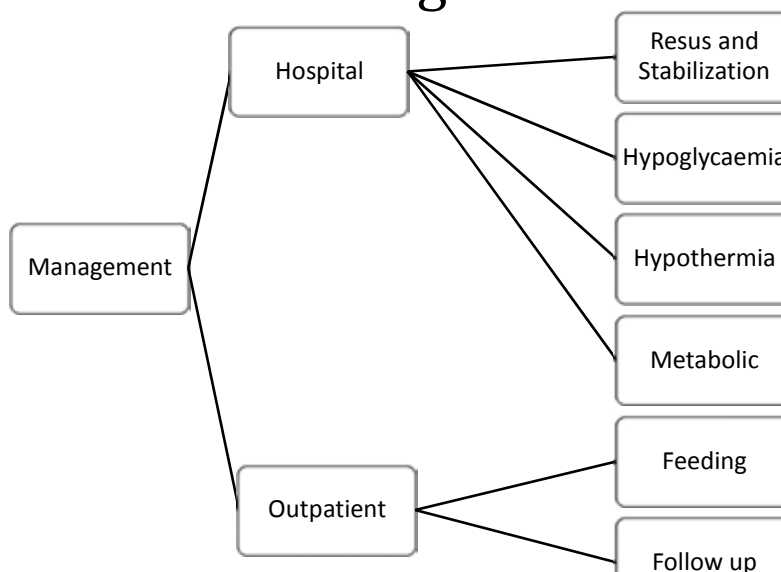 Hospital
Resus and
Stabilization
Hypoglycaemia
Hypothermia
Management
Metabolic
Outpatient
Feeding
Follow up